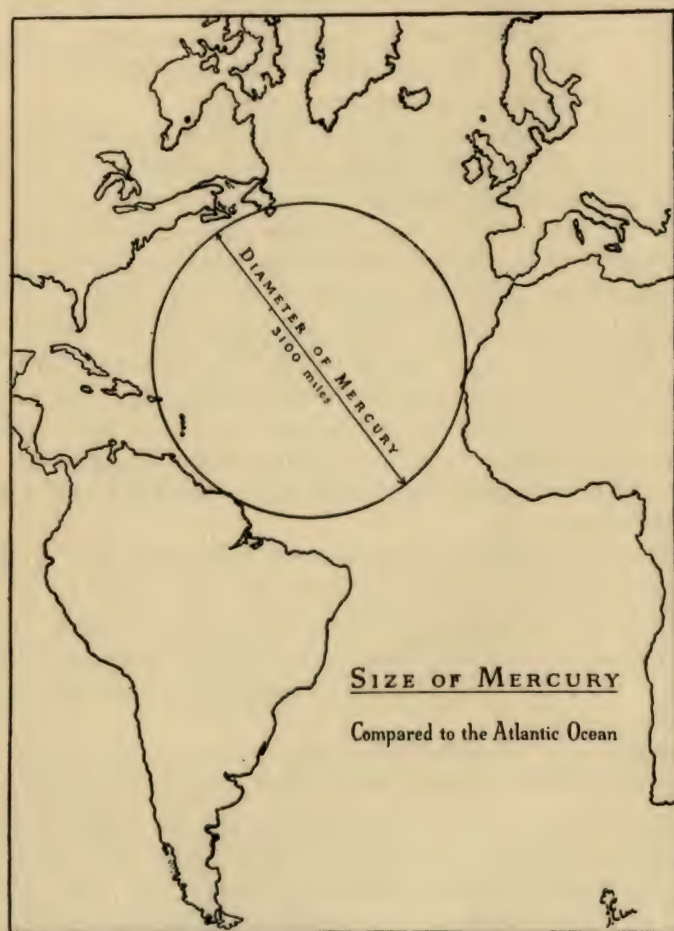 DIAMETER OF MERCURY
3100 miles
SIZE OF MERCURY
Compared to the Atlantic Ocean